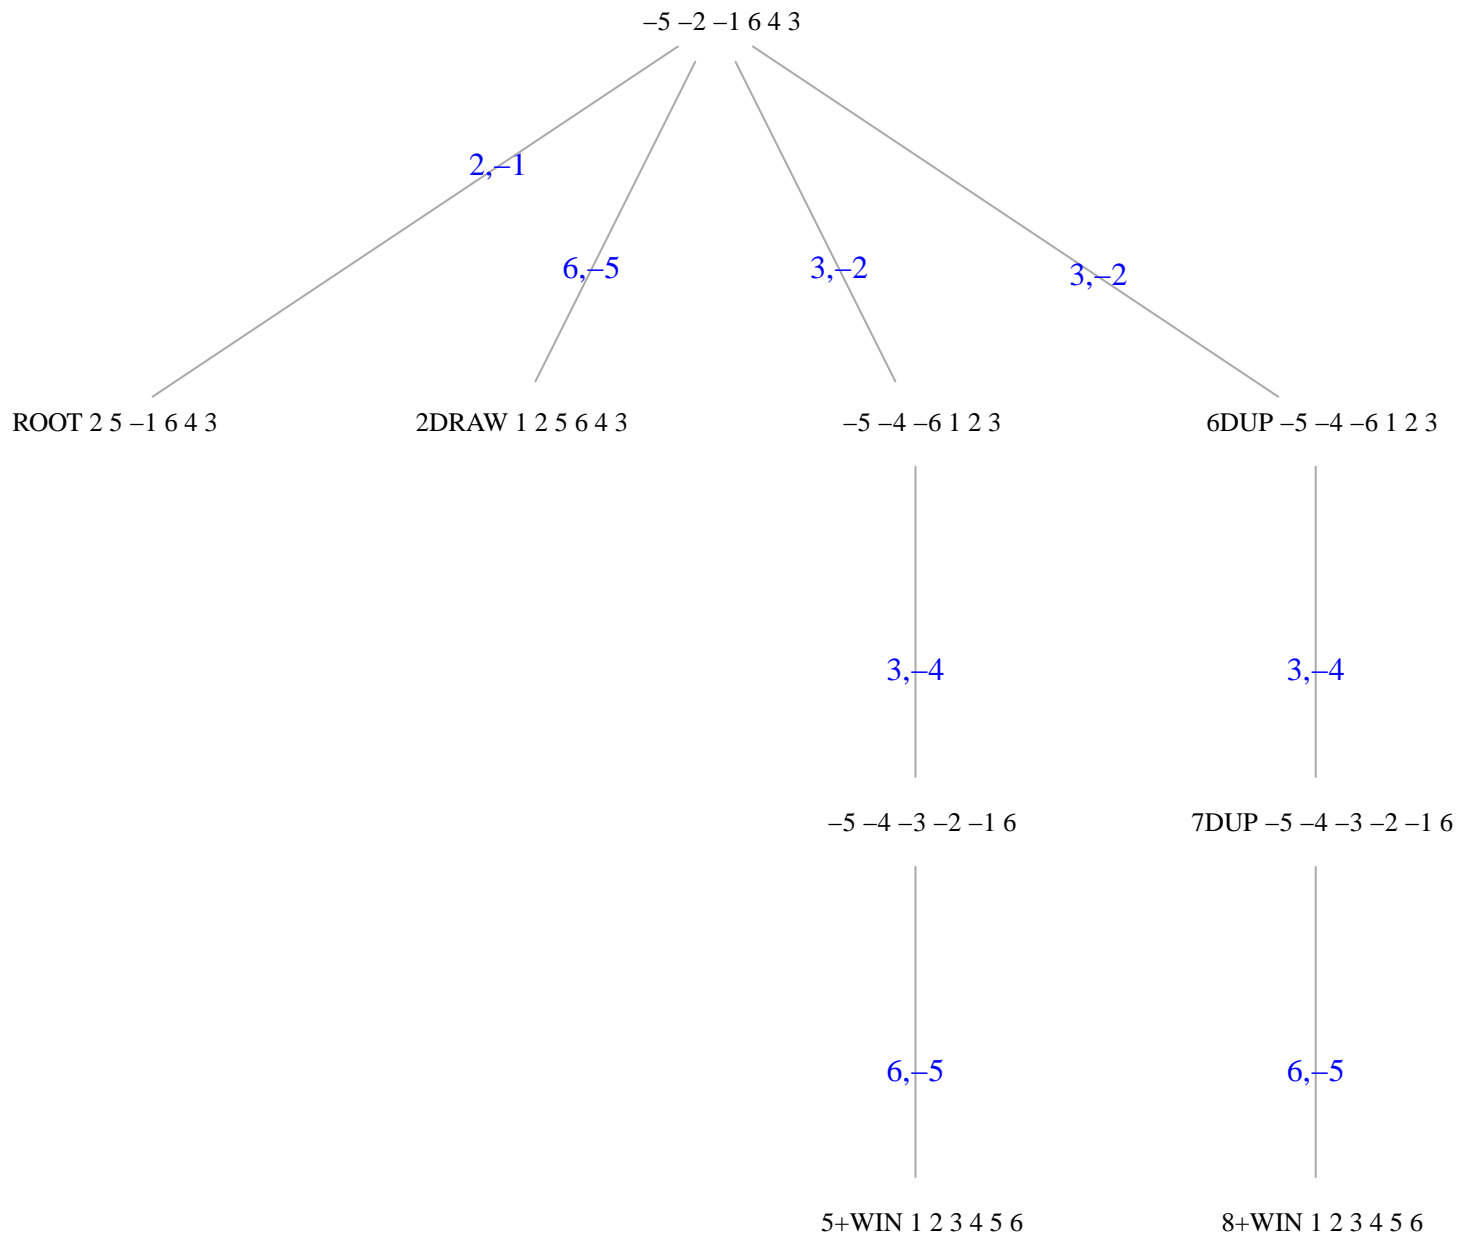 –5 –2 –1 6 4 3
2,–1
6,–5
3,–2
3,–2
ROOT 2 5 –1 6 4 3
2DRAW 1 2 5 6 4 3
–5 –4 –6 1 2 3
6DUP –5 –4 –6 1 2 3
3,–4
3,–4
–5 –4 –3 –2 –1 6
7DUP –5 –4 –3 –2 –1 6
6,–5
6,–5
5+WIN 1 2 3 4 5 6
8+WIN 1 2 3 4 5 6